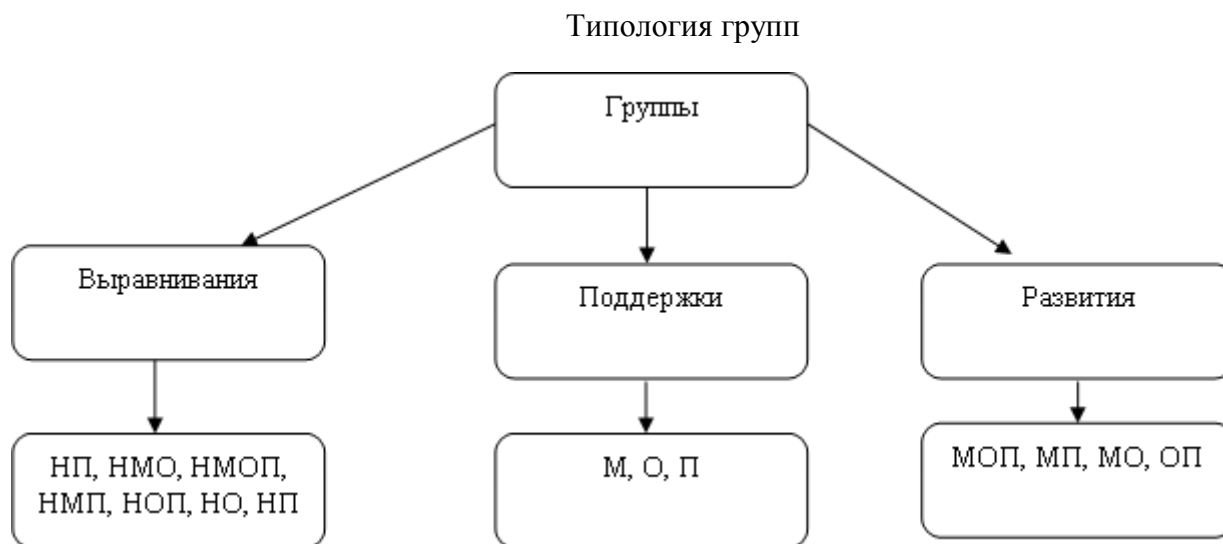 Типология групп
Группы
Выравнивания
Поддержки
Развития
НП, НМО, НМОП,
НМП, НОП, НО, НП
М, О, П
МОП, МП, МО, ОП